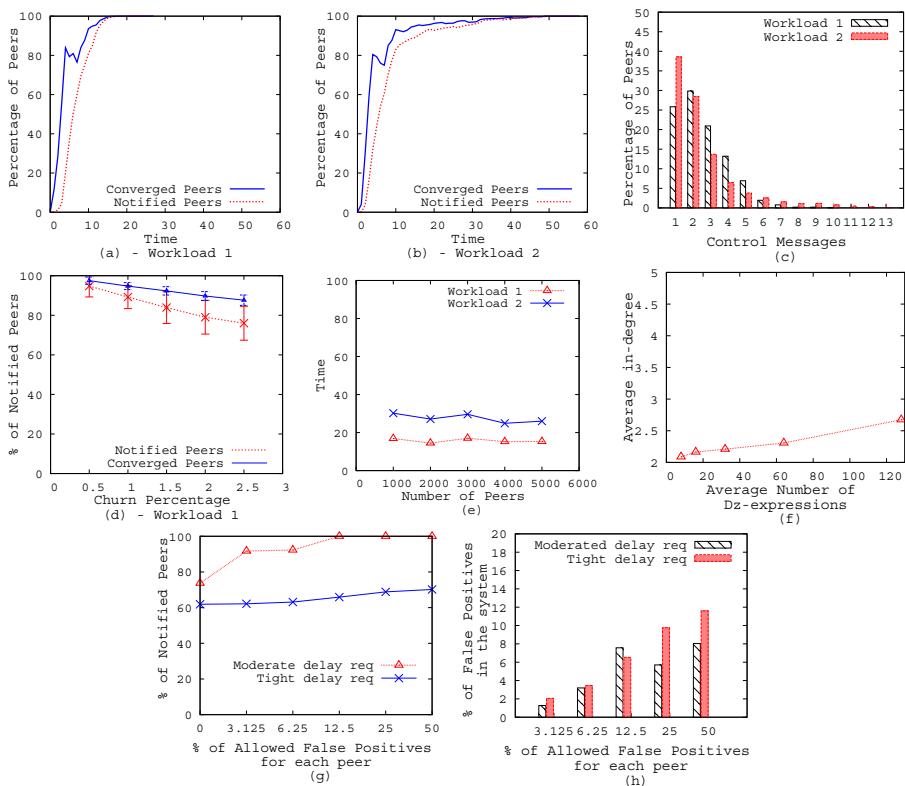 100
80
60
40
20
0
Percentage of Peers
Converged Peers
Notified Peers
0 10 20 30 40 50 60
Time
(a) - Workload 1
100
80
60
40
20
0
Percentage of Peers
Converged Peers
Notified Peers
0 10 20 30 40 50 60
Time
(b) - Workload 2
50
45
40
35
30
25
20
15
10
5
0
Percentage of Peers
Workload 1
Workload 2
1 2 3 4 5 6 7 8 9 10 11 12 13
Control Messages
(c)
100
80
60
40
20
0
% of Notified Peers
Notified Peers
Converged Peers
0 0.5 1 1.5 2 2.5 3
Churn Percentage
(d) - Workload 1
100
80
60
40
20
0
Time
Workload 1
Workload 2
0 1000 2000 3000 4000 5000 6000
Number of Peers
(e)
5
4.5
4
3.5
3
2.5
2
Average in-degree
0 20 40 60 80 100 120
Average Number of
Dz-expressions
(f)
100
80
60
40
20
0
% of Notified Peers
Moderate delay req
Tight delay req
0 3.125 6.25 12.5 25 50
% of Allowed False Positives
for each peer
(g)
20
18
16
14
12
10
8
6
4
2
0
% of False Positives
in the system
Moderated delay req
Tight delay req
3.125 6.25 12.5 25 50
% of Allowed False Positives
for each peer
(h)